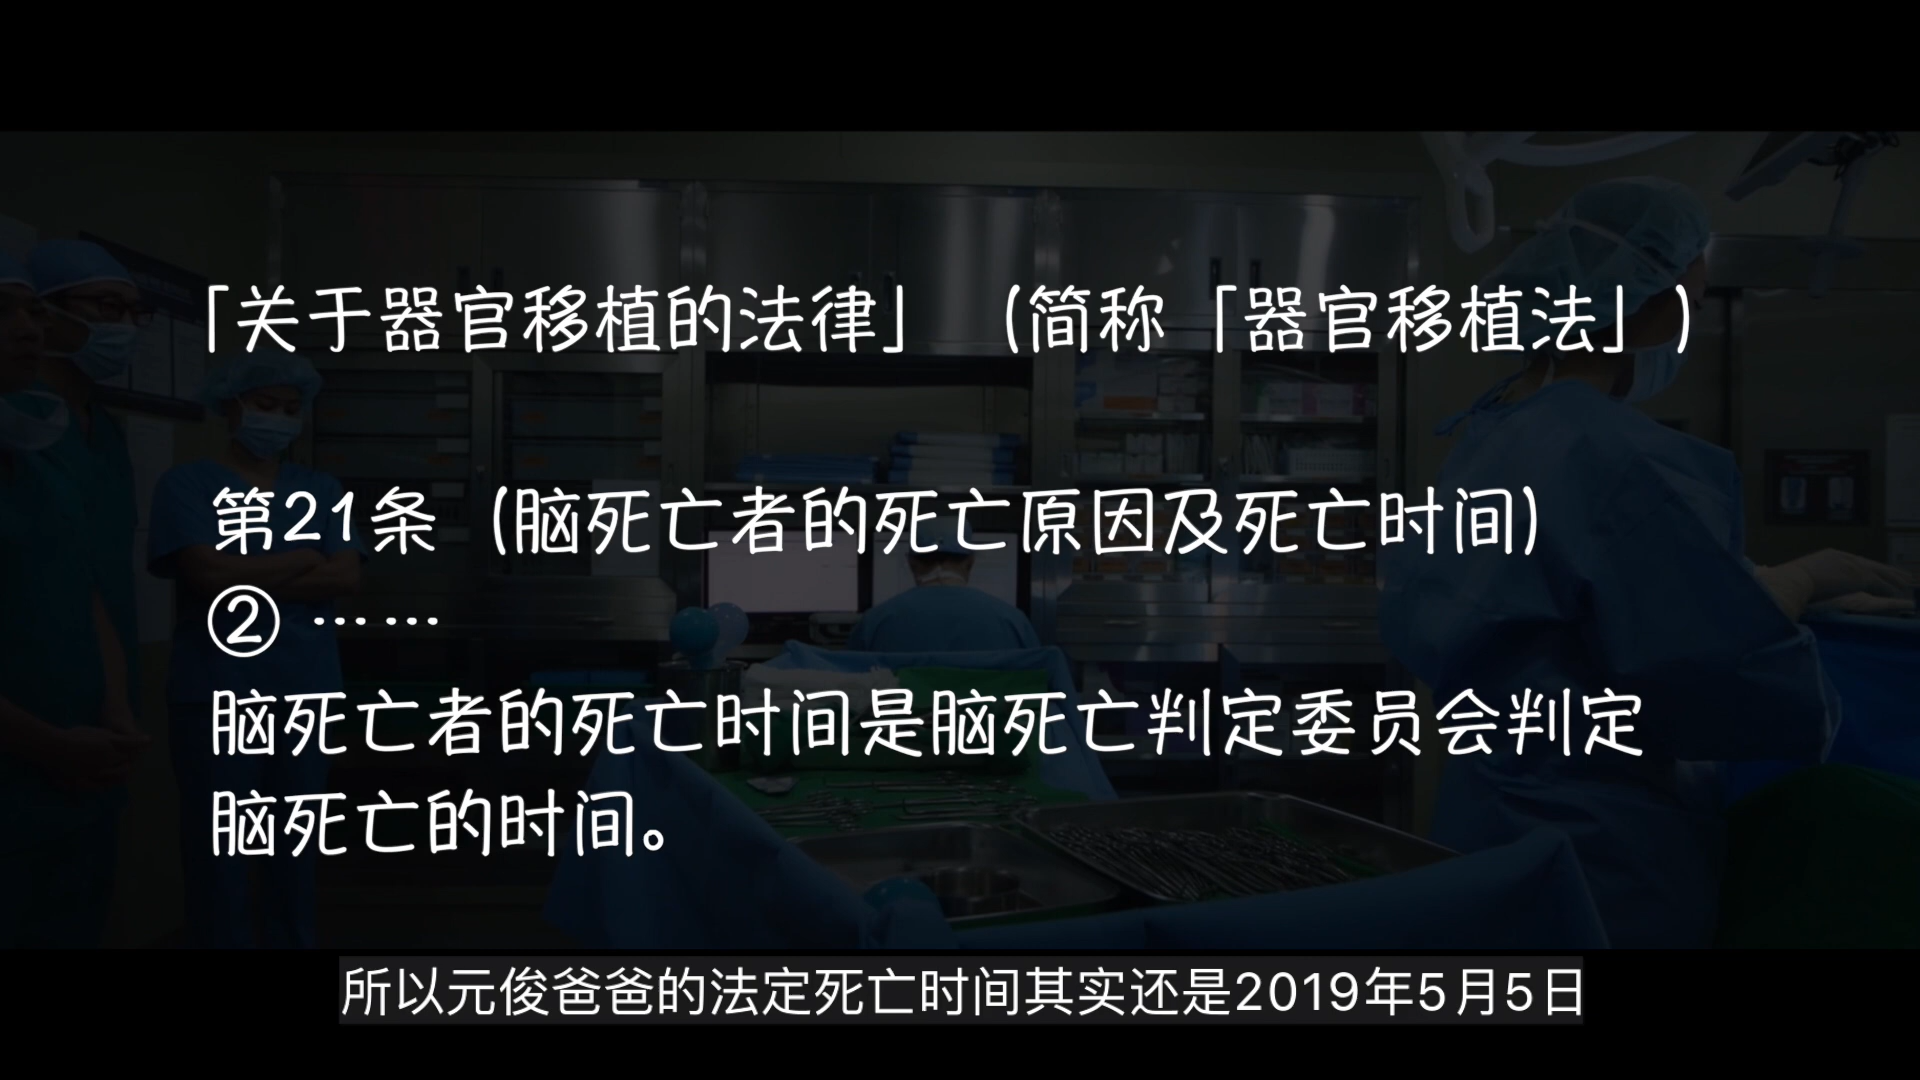 「关于器官移植的法律」（简称「器官移植法」）
第21条（脑死亡者的死亡原因及死亡时间）
② ……
脑死亡者的死亡时间是脑死亡判定委员会判定
脑死亡的时间。
所以元俊爸爸的法定死亡时间其实还是2019年5月5日